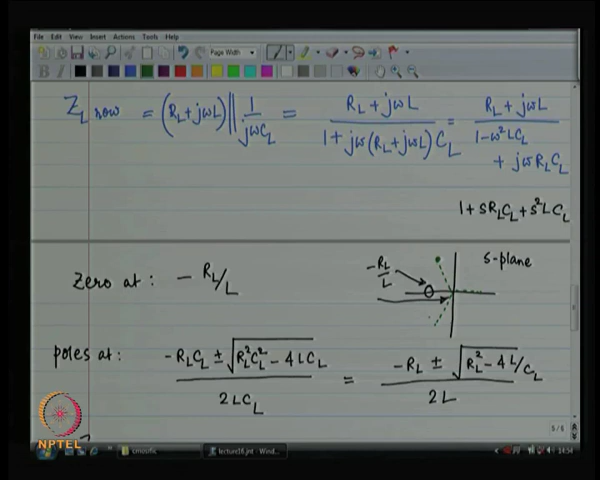 File Edit View Insert Actions Tools Help
Page Width
B I
Z_L now = (R_L + jωL) || 1/(jωC_L) = (R_L + jωL)/(1 + jω(R_L + jωL)C_L) = (R_L + jωL)/(1 - ω²LC_L + jωR_LC_L)
1 + sR_LC_L + s²LC_L
zero at : - R_L/L
-R_L/L
s-plane
poles at : (-R_LC_L ± √(R_L²C_L² - 4LC_L))/(2LC_L) = (-R_L ± √(R_L² - 4L/C_L))/(2L)
5/5
NPTEL
cmosific
lecture16.jnt - Wind...
14:54